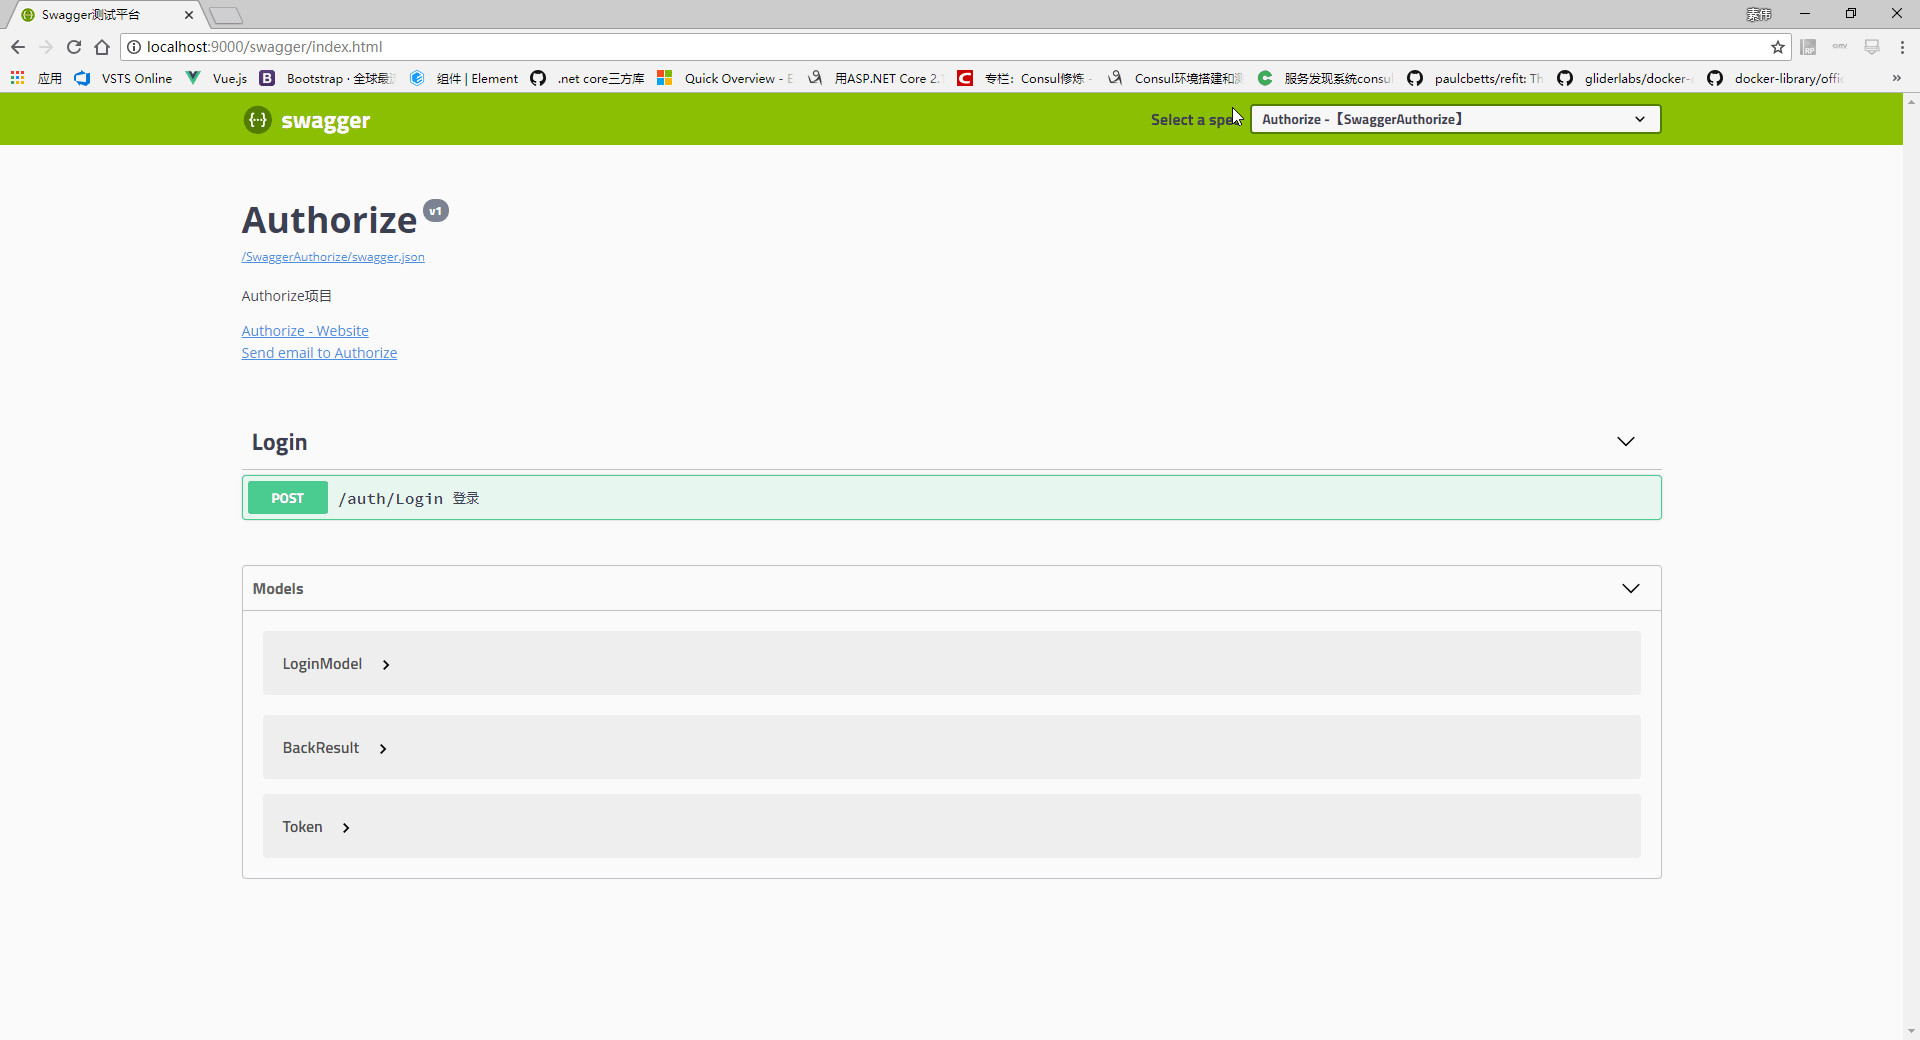 Swagger测试平台
素伟
localhost:9000/swagger/index.html
应用 VSTS Online Vue.js Bootstrap · 全球最 组件 | Element .net core三方库 Quick Overview - 用ASP.NET Core 2. 专栏：Consul修炼 - Consul环境搭建和 服务发现系统consul paulcbetts/refit: Th gliderlabs/docker- docker-library/offi »
swagger
Select a spe
Authorize -【SwaggerAuthorize】
Authorize v1
/SwaggerAuthorize/swagger.json
Authorize项目
Authorize - Website
Send email to Authorize
Login
POST /auth/Login 登录
Models
LoginModel
BackResult
Token